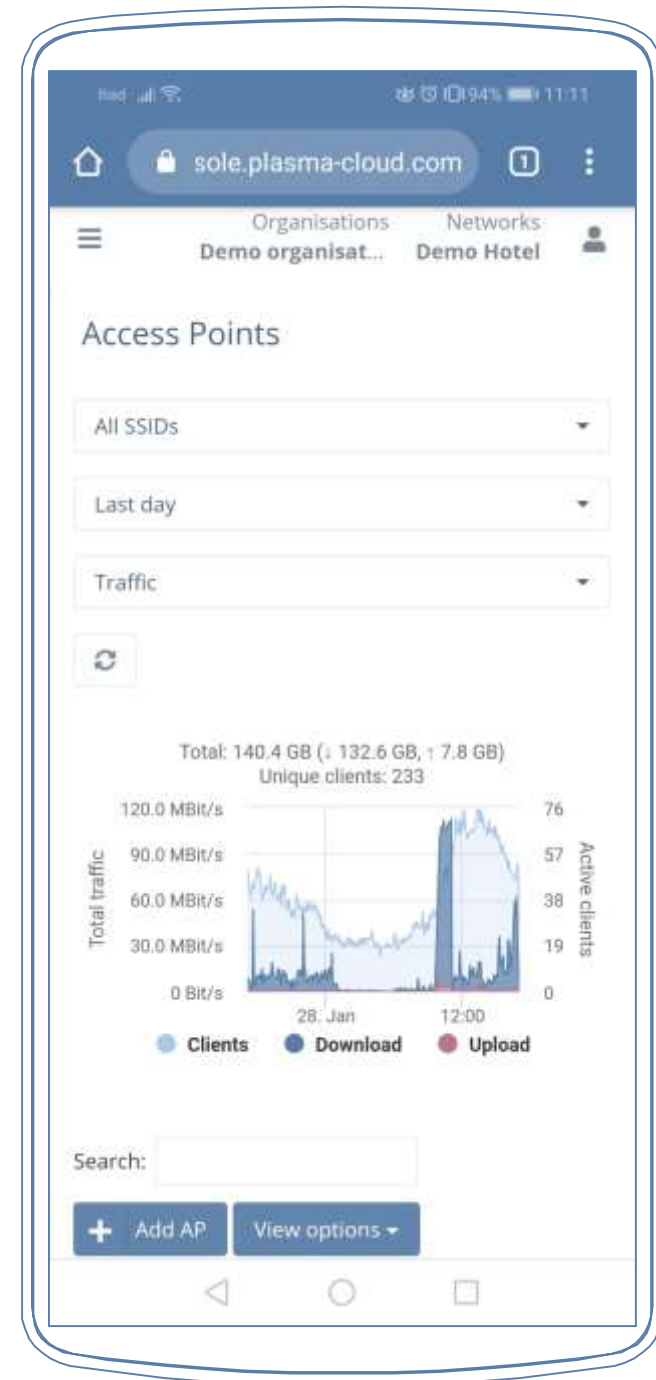 94% 11:11
sole.plasma-cloud.com 1
Organisations Networks
Demo organisat... Demo Hotel
Access Points
All SSIDs
Last day
Traffic
Total: 140.4 GB (↓ 132.6 GB, ↑ 7.8 GB)
Unique clients: 233
120.0 MBit/s 76
90.0 MBit/s 57
60.0 MBit/s 38
30.0 MBit/s 19
0 Bit/s 0
Total traffic
Active clients
28. Jan 12:00
Clients Download Upload
Search:
+ Add AP View options